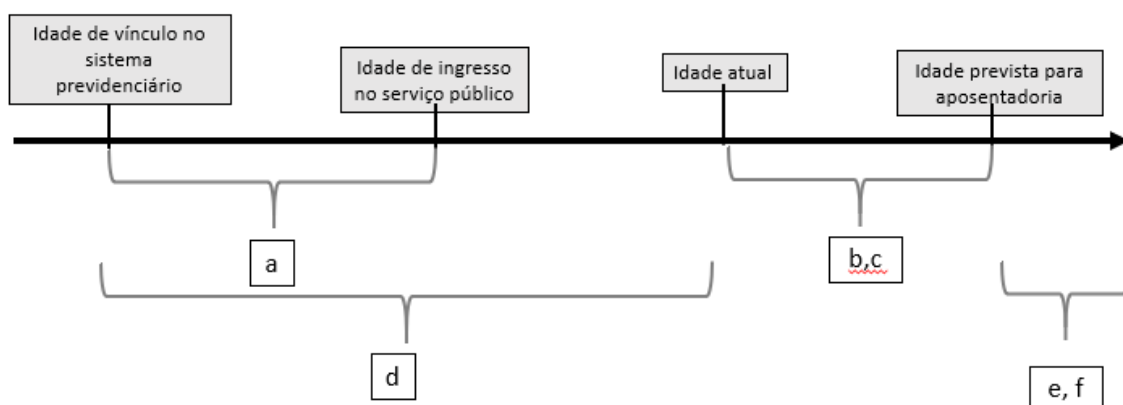 Idade de vínculo no
sistema
previdenciário
Idade de ingresso
no serviço público
Idade atual
Idade prevista para
aposentadoria
a
b,c
d
e, f